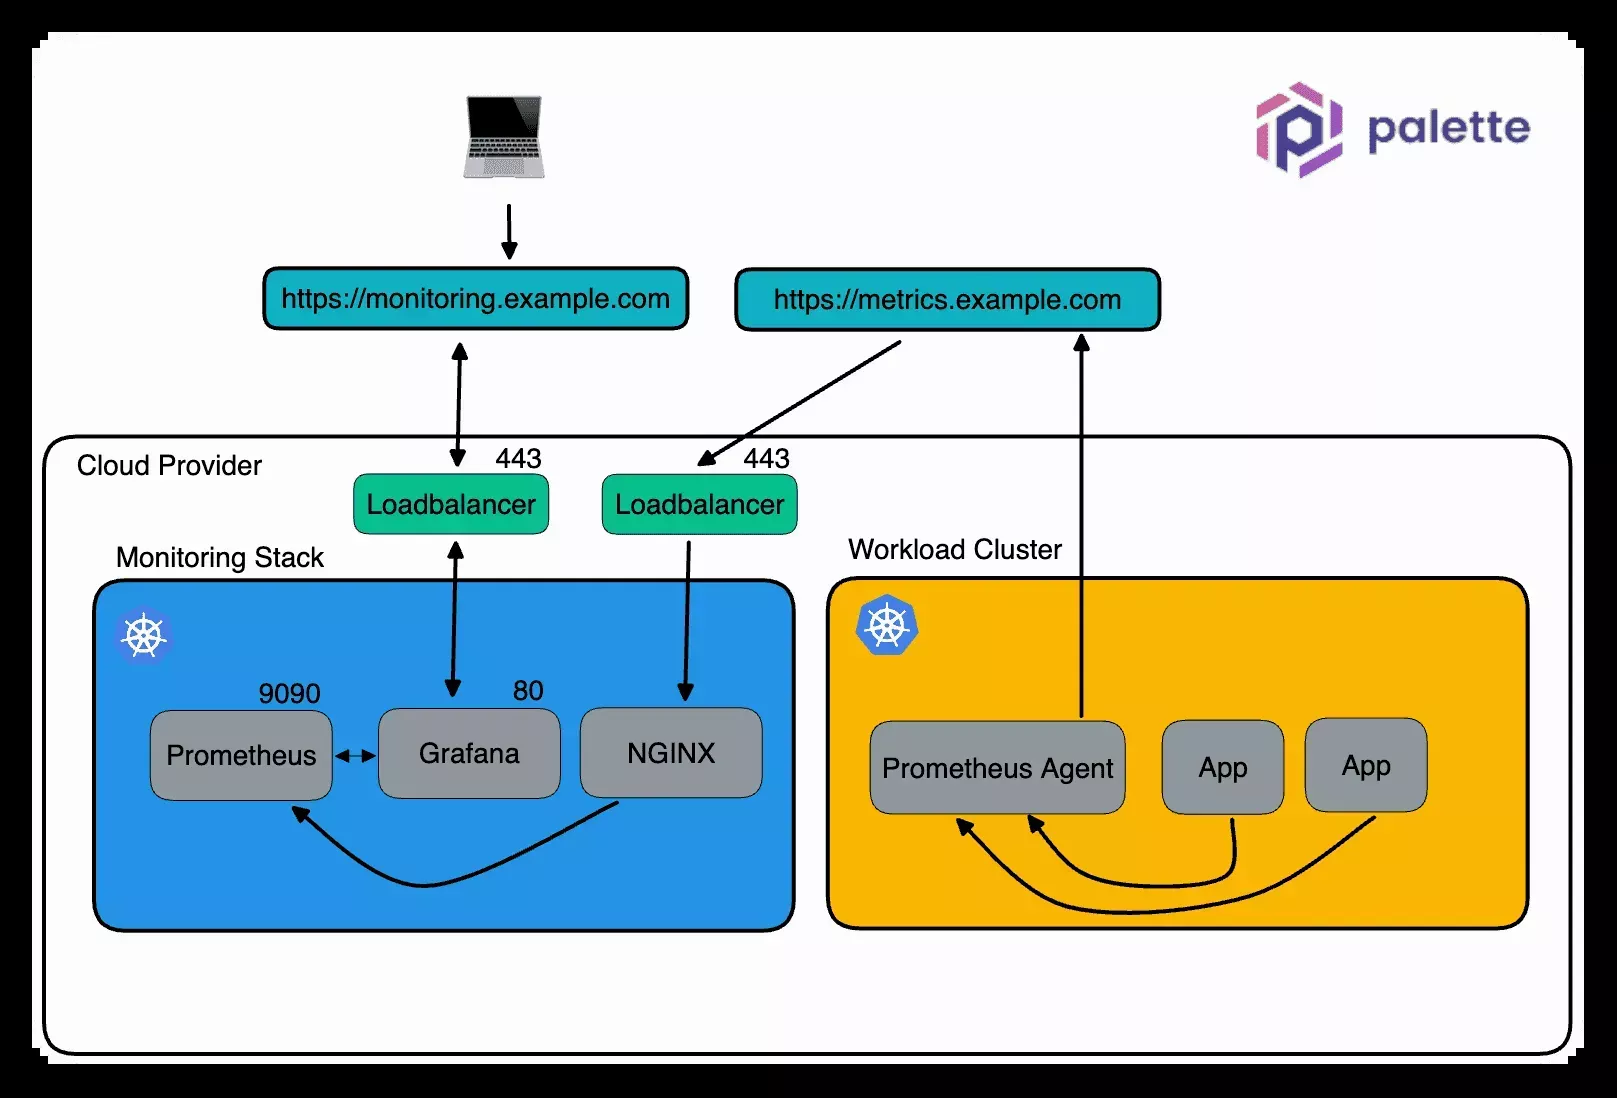 palette
https://monitoring.example.com
https://metrics.example.com
Cloud Provider
443
443
Loadbalancer
Loadbalancer
Monitoring Stack
Workload Cluster
9090
80
Prometheus
Grafana
NGINX
Prometheus Agent
App
App